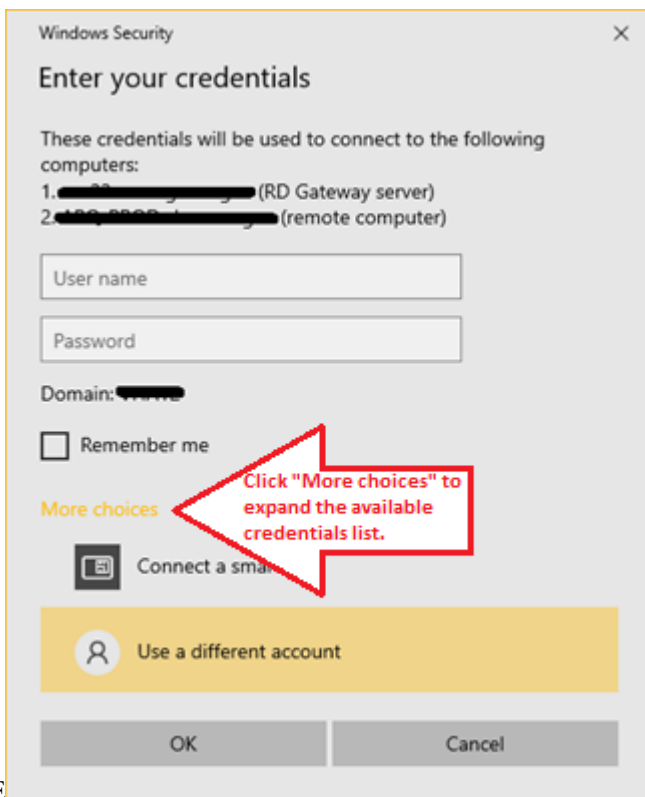 Windows Security
Enter your credentials
These credentials will be used to connect to the following
computers:
1. (RD Gateway server)
2. (remote computer)
User name
Password
Domain:
Remember me
Click "More choices" to
expand the available
credentials list.
More choices
Connect a
Use a different account
OK
Cancel